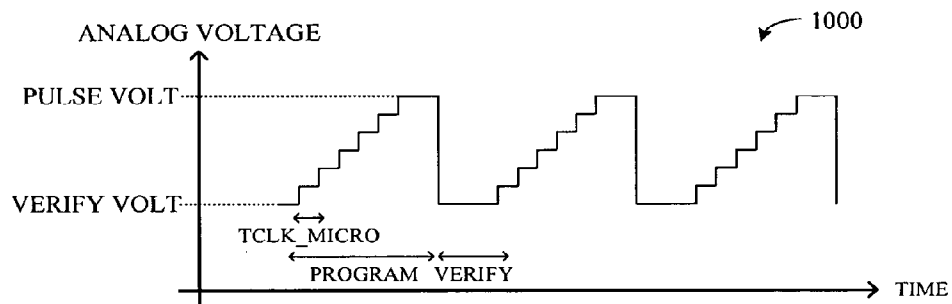 1000
ANALOG VOLTAGE
PULSE VOLT
VERIFY VOLT
TCLK_MICRO
PROGRAM VERIFY
TIME